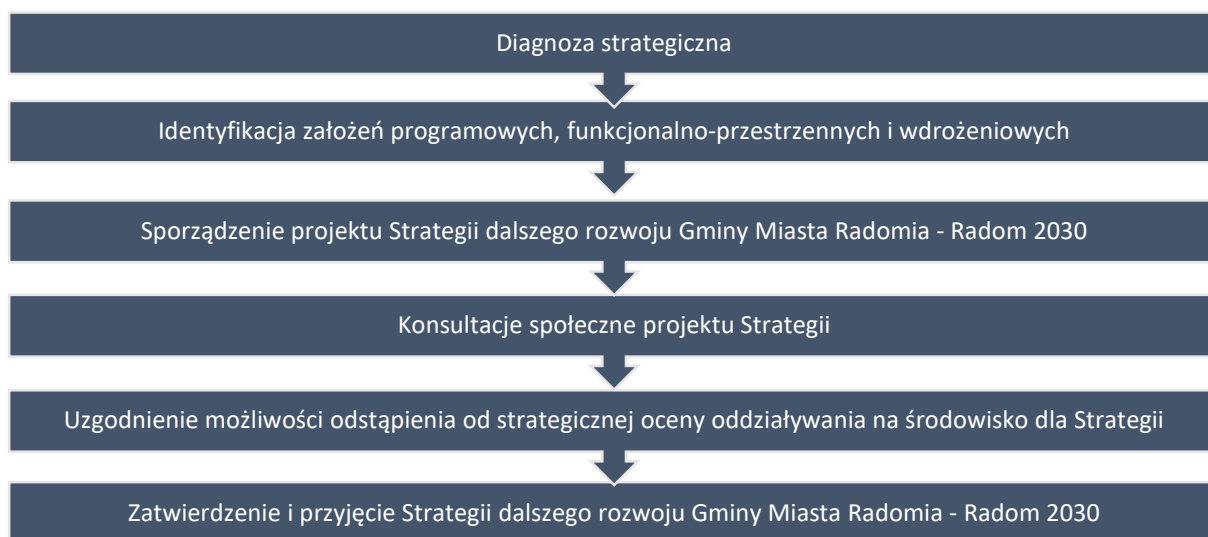 Diagnoza strategiczna
Identyfikacja założeń programowych, funkcjonalno-przestrzennych i wdrożeniowych
Sporządzenie projektu Strategii dalszego rozwoju Gminy Miasta Radomia - Radom 2030
Konsultacje społeczne projektu Strategii
Uzgodnienie możliwości odstąpienia od strategicznej oceny oddziaływania na środowisko dla Strategii
Zatwierdzenie i przyjęcie Strategii dalszego rozwoju Gminy Miasta Radomia - Radom 2030